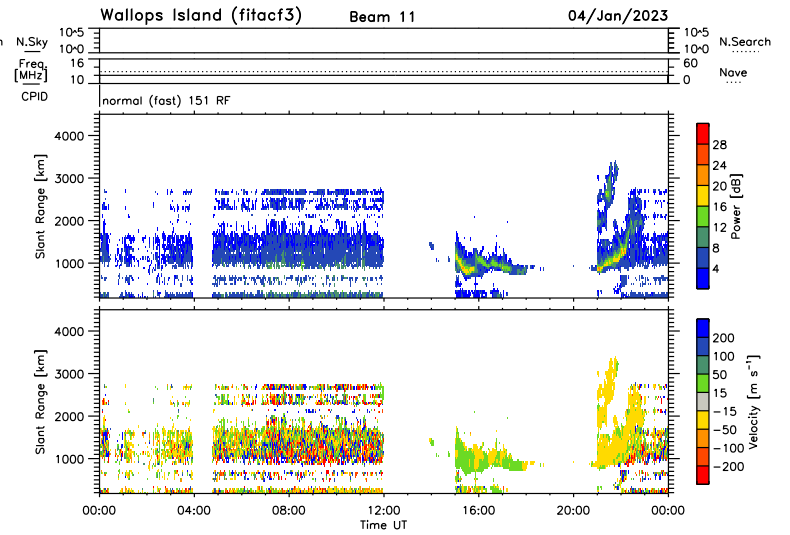 Wallops Island (fitacf3) Beam 11 04/Jan/2023
n N.Sky 10^5 10^5 N.Search
10^0 10^0
Freq. 16 60 Nave
[MHz] 10 0
CPID normal (fast) 151 RF
Slant Range [km]
4000
3000
2000
1000
28
24
20
16
12
8
4
Power [dB]
Slant Range [km]
4000
3000
2000
1000
200
100
50
15
-15
-50
-100
-200
Velocity [m s^-1]
00:00 04:00 08:00 12:00 16:00 20:00 00:00
Time UT